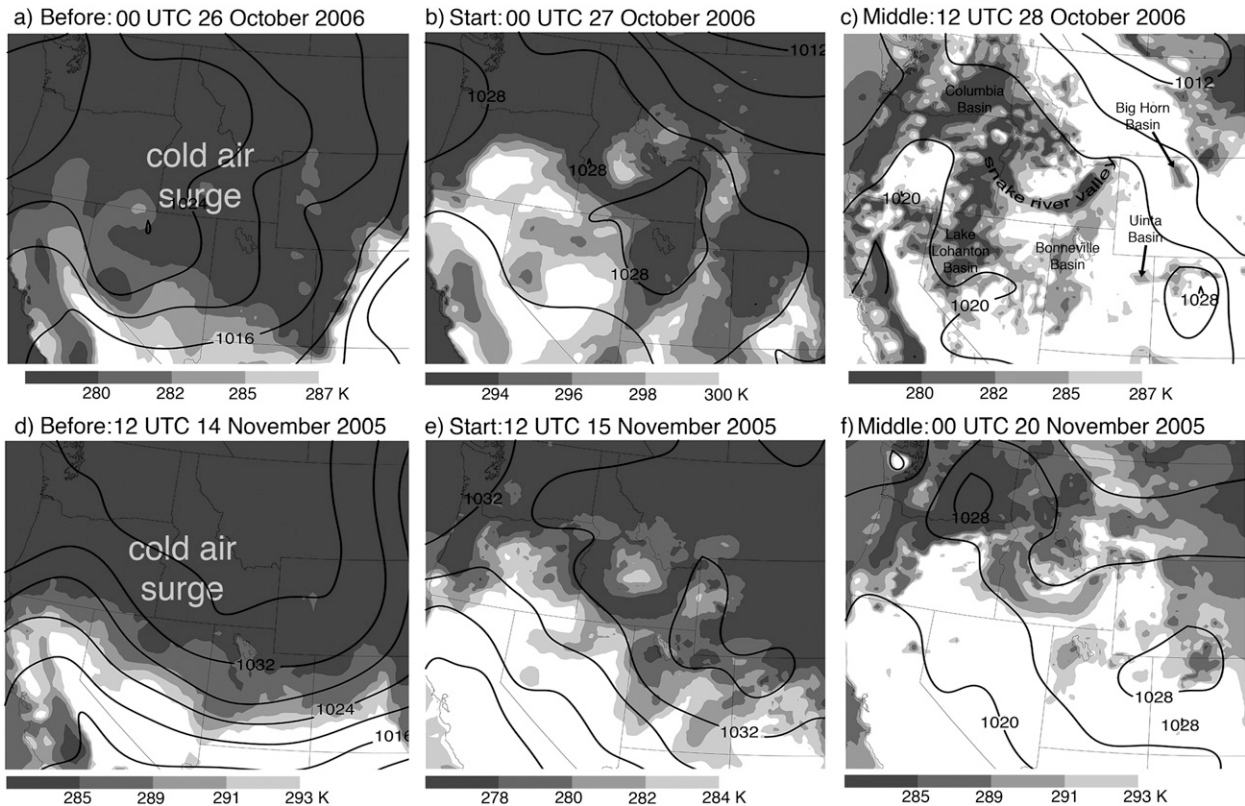 a) Before: 00 UTC 26 October 2006
b) Start: 00 UTC 27 October 2006
c) Middle: 12 UTC 28 October 2006
cold air
surge
1024
1016
1012
1028
1028
1028
1012
Columbia
Basin
Big Horn
Basin
snake river valley
1020
Uinta
Basin
Lake
Lohanton
Basin
Bonneville
Basin
1028
1020
280 282 285 287 K
294 296 298 300 K
280 282 285 287 K
d) Before: 12 UTC 14 November 2005
e) Start: 12 UTC 15 November 2005
f) Middle: 00 UTC 20 November 2005
cold air
surge
1032
1024
1016
1032
1032
1028
1028
1028
1020
285 289 291 293 K
278 280 282 284 K
285 289 291 293 K